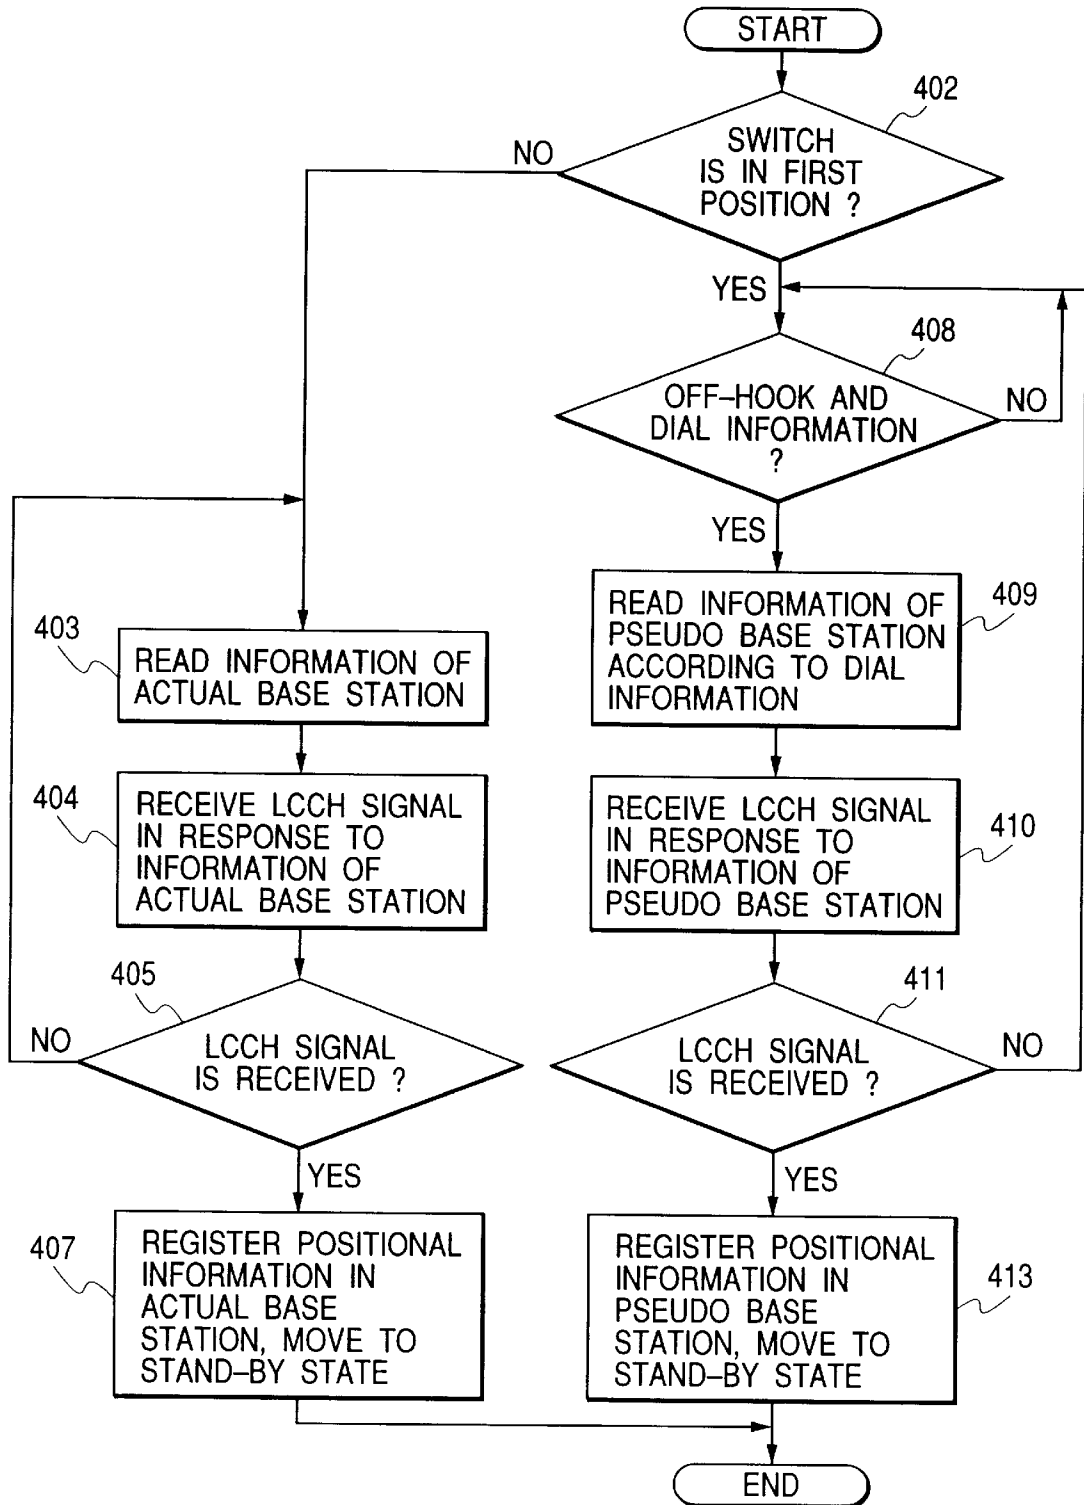 START
402
SWITCH
IS IN FIRST
POSITION ?
NO
YES
408
OFF–HOOK AND
DIAL INFORMATION
?
NO
YES
403
READ INFORMATION OF
ACTUAL BASE STATION
409
READ INFORMATION OF
PSEUDO BASE STATION
ACCORDING TO DIAL
INFORMATION
404
RECEIVE LCCH SIGNAL
IN RESPONSE TO
INFORMATION OF
ACTUAL BASE STATION
410
RECEIVE LCCH SIGNAL
IN RESPONSE TO
INFORMATION OF
PSEUDO BASE STATION
405
NO
LCCH SIGNAL
IS RECEIVED ?
YES
411
LCCH SIGNAL
IS RECEIVED ?
NO
YES
407
REGISTER POSITIONAL
INFORMATION IN
ACTUAL BASE
STATION, MOVE TO
STAND–BY STATE
413
REGISTER POSITIONAL
INFORMATION IN
PSEUDO BASE
STATION, MOVE TO
STAND–BY STATE
END